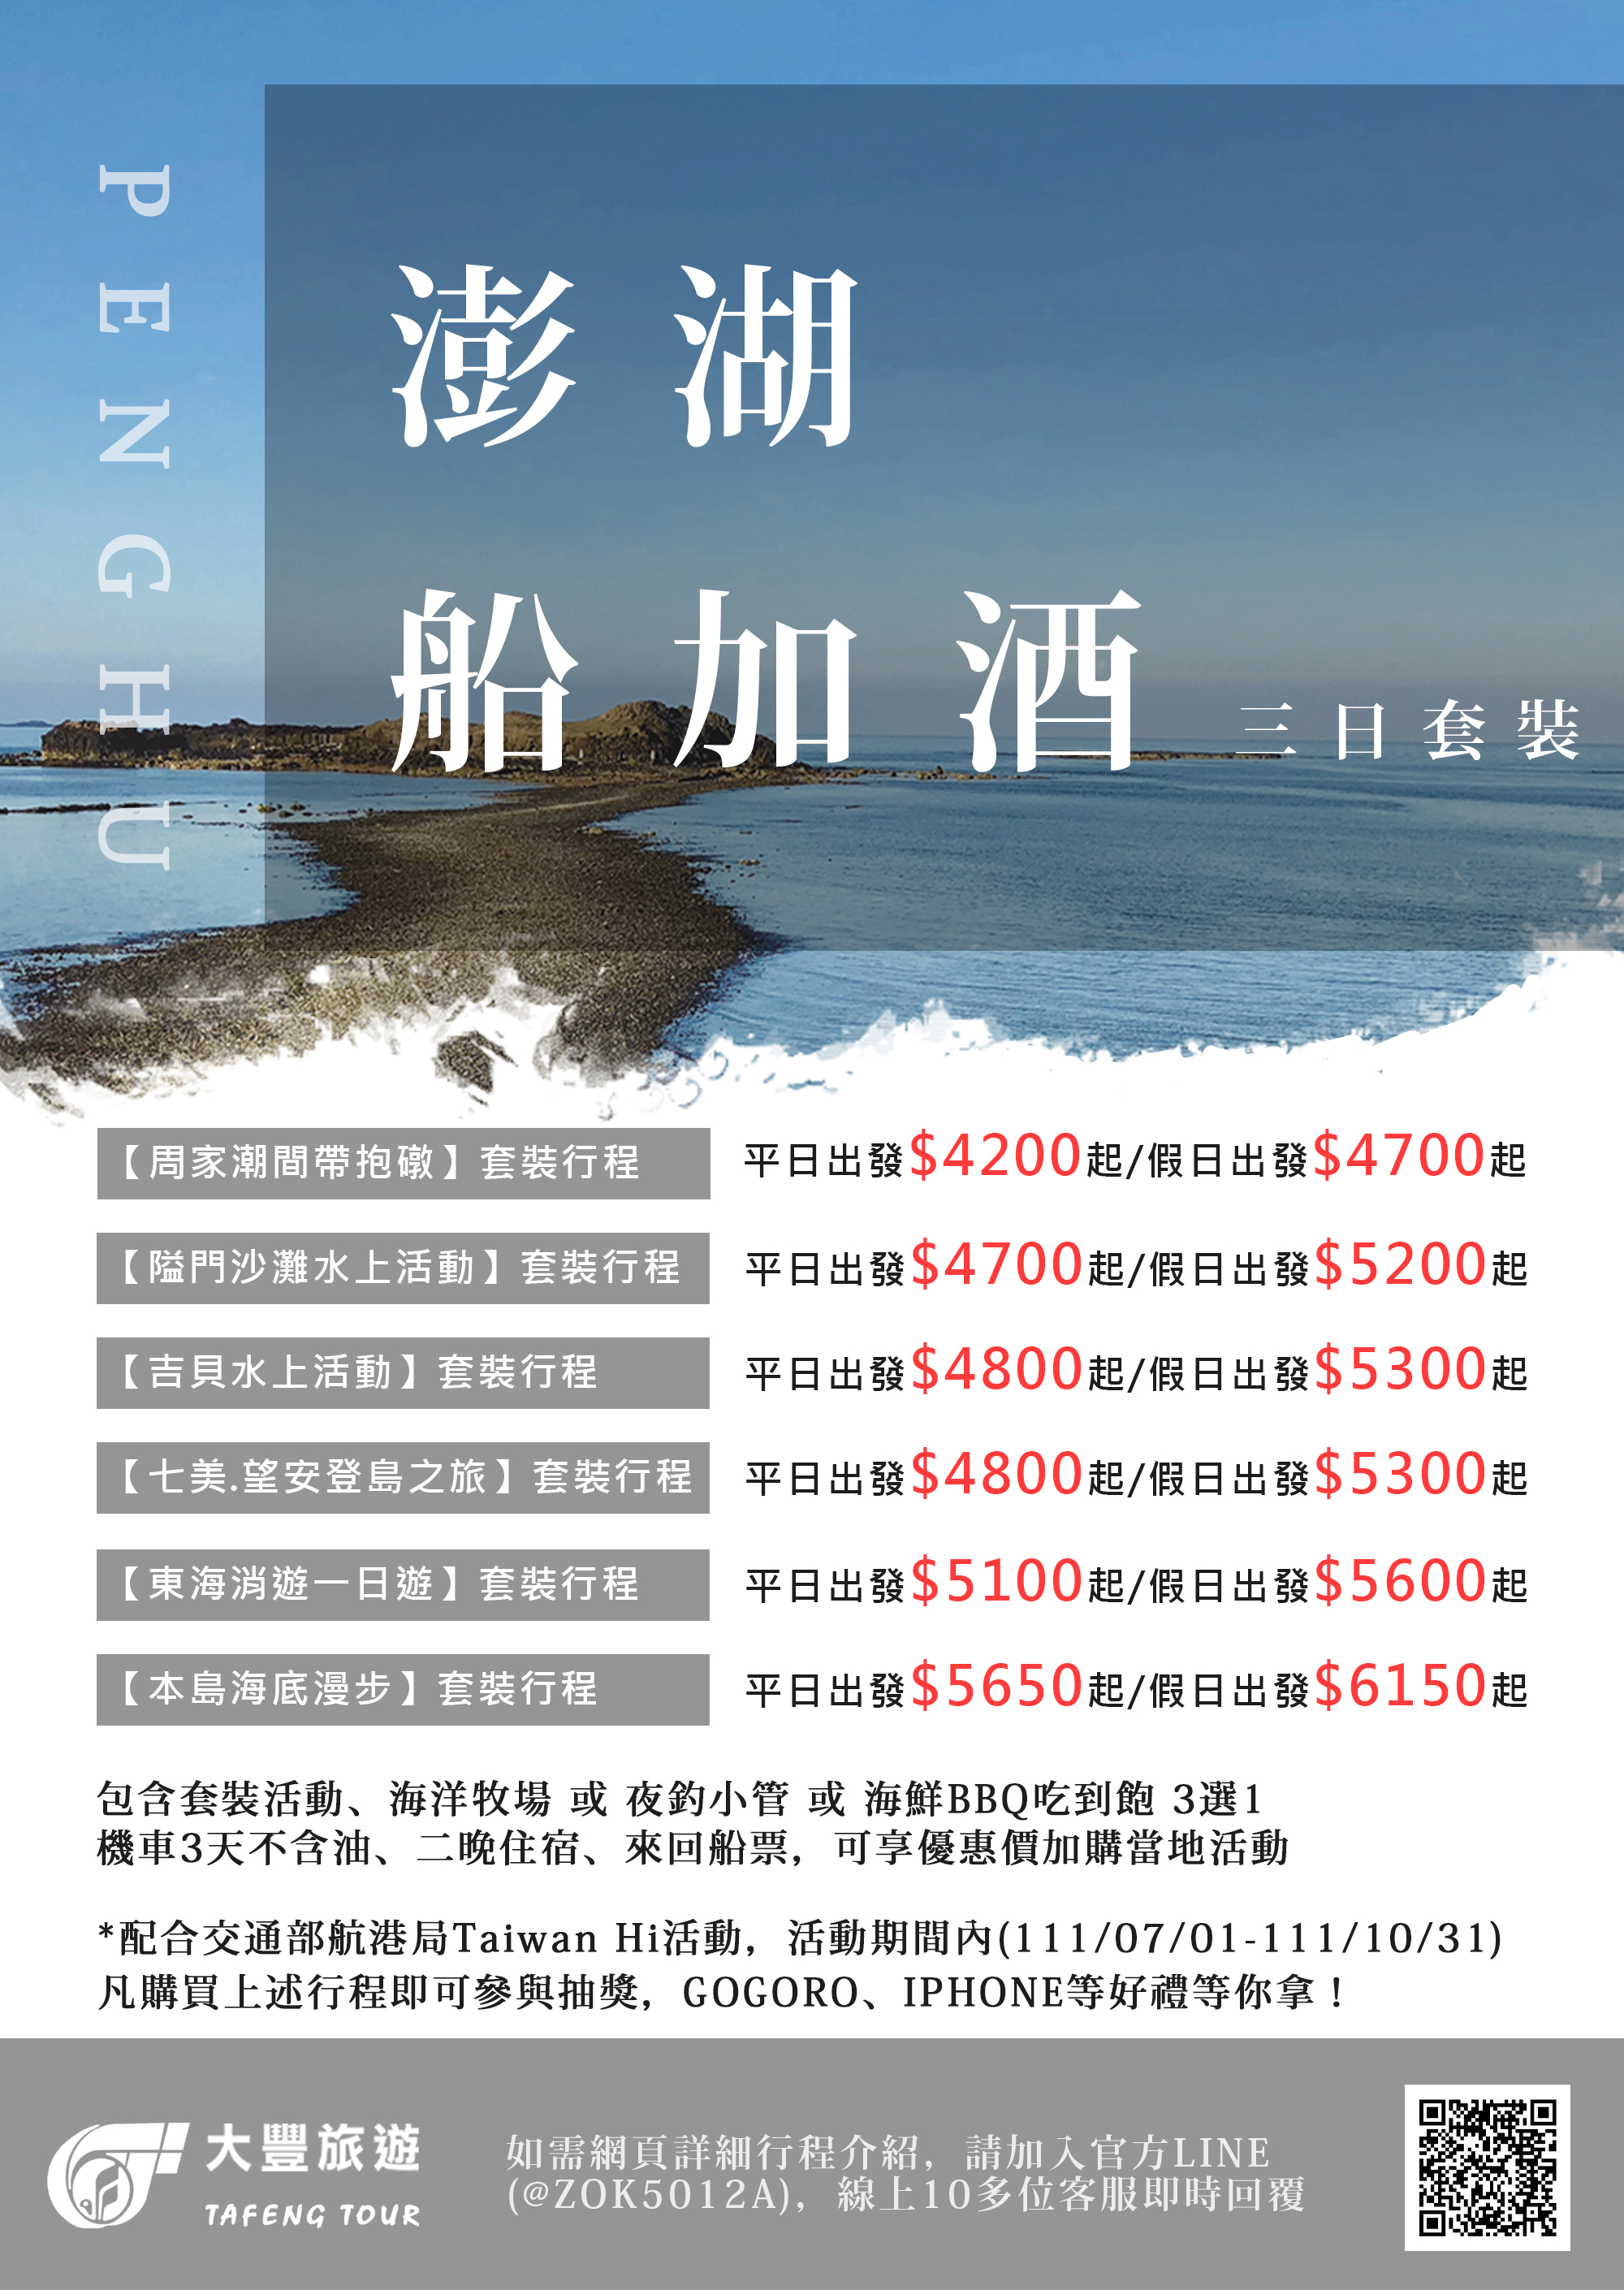 PENGHU
澎湖
船加酒 三日套裝
【周家潮間帶抱礅】套裝行程 平日出發$4200起/假日出發$4700起
【隘門沙灘水上活動】套裝行程 平日出發$4700起/假日出發$5200起
【吉貝水上活動】套裝行程 平日出發$4800起/假日出發$5300起
【七美.望安登島之旅】套裝行程 平日出發$4800起/假日出發$5300起
【東海消遊一日遊】套裝行程 平日出發$5100起/假日出發$5600起
【本島海底漫步】套裝行程 平日出發$5650起/假日出發$6150起
包含套裝活動、海洋牧場 或 夜釣小管 或 海鮮BBQ吃到飽 3選1
機車3天不含油、二晚住宿、來回船票，可享優惠價加購當地活動
*配合交通部航港局Taiwan Hi活動，活動期間內(111/07/01-111/10/31)
凡購買上述行程即可參與抽獎，GOGORO、IPHONE等好禮等你拿！
大豐旅遊
TAFENG TOUR
如需網頁詳細行程介紹，請加入官方LINE
(@ZOK5012A)，線上10多位客服即時回覆